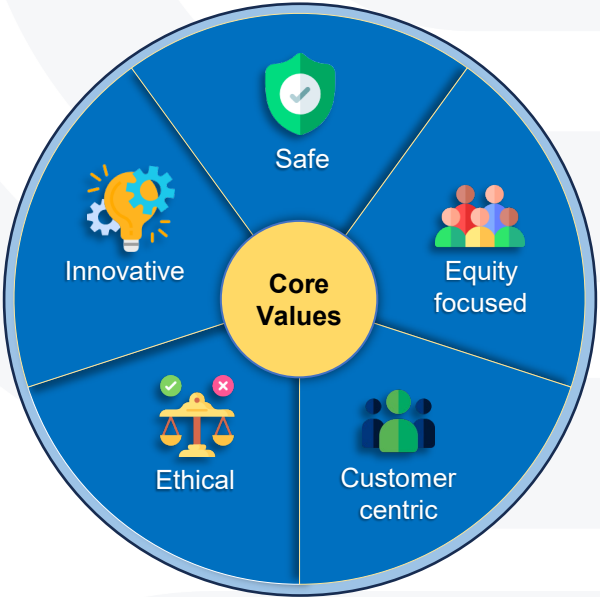 Safe
Equity
focused
Customer
centric
Ethical
Innovative
Core
Values